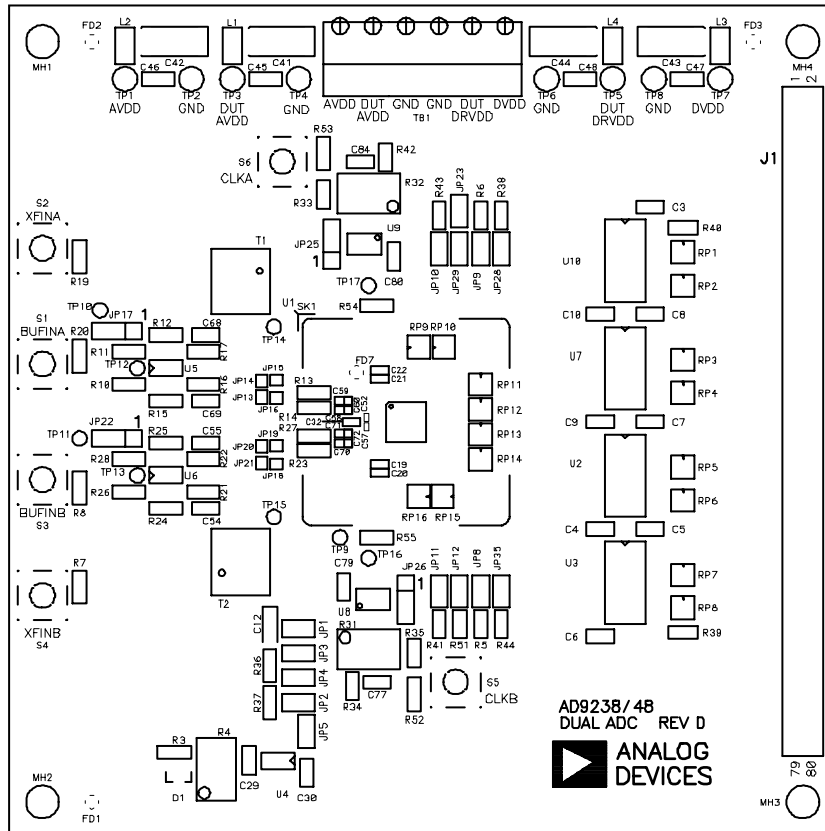 L2
FD2
L1
L4
FD3
L3
C46
C42
C45
C41
C44
C48
C43
C47
MH1
MH4
TP1
AVDD
TP2
GND
TP3
DUT
AVDD
TP4
GND
AVDD
DUT
AVDD
GND
GND
DUT
DRVDD
DVDD
TB1
TP6
GND
TP5
DUT
DRVDD
TP8
GND
TP7
DVDD
1
2
J1
S6
CLKA
R53
C84
R42
R33
R32
R43
JP23
R6
R38
C3
R40
S2
XFINA
R19
T1
JP25
1
U9
C80
TP17
JP10
JP29
JP9
JP28
U10
RP1
RP2
R54
U1
SK1
C10
C8
TP10
JP17
1
R12
C68
TP14
S1
BUFINA
R20
R11
R17
TP12
U5
R10
R16
R15
C69
RP9
RP10
FD7
C22
C21
U7
RP3
RP4
JP14
JP15
JP13
JP16
R13
R14
C59
C60
C52
C58
C32
C71
C57
R27
C72
C70
R23
RP11
RP12
RP13
RP14
C9
C7
JP22
1
TP11
R25
C55
R28
R22
TP13
U6
R26
R21
R24
C54
JP20
JP19
JP21
JP18
C19
C20
U2
RP5
RP6
BUFINB
S3
R8
TP15
RP16
RP15
C4
C5
R7
XFINB
S4
T2
TP9
R55
TP16
C79
JP26
1
JP11
JP12
JP8
JP35
U3
RP7
RP8
U8
C12
JP1
R31
R35
R41
R51
R5
R44
C6
R39
R36
JP3
JP4
R37
JP2
R34
C77
R52
S5
CLKB
JP5
AD9238/48
DUAL ADC REV D
ANALOG
DEVICES
R3
R4
D1
C29
U4
C30
MH2
FD1
79
80
MH3